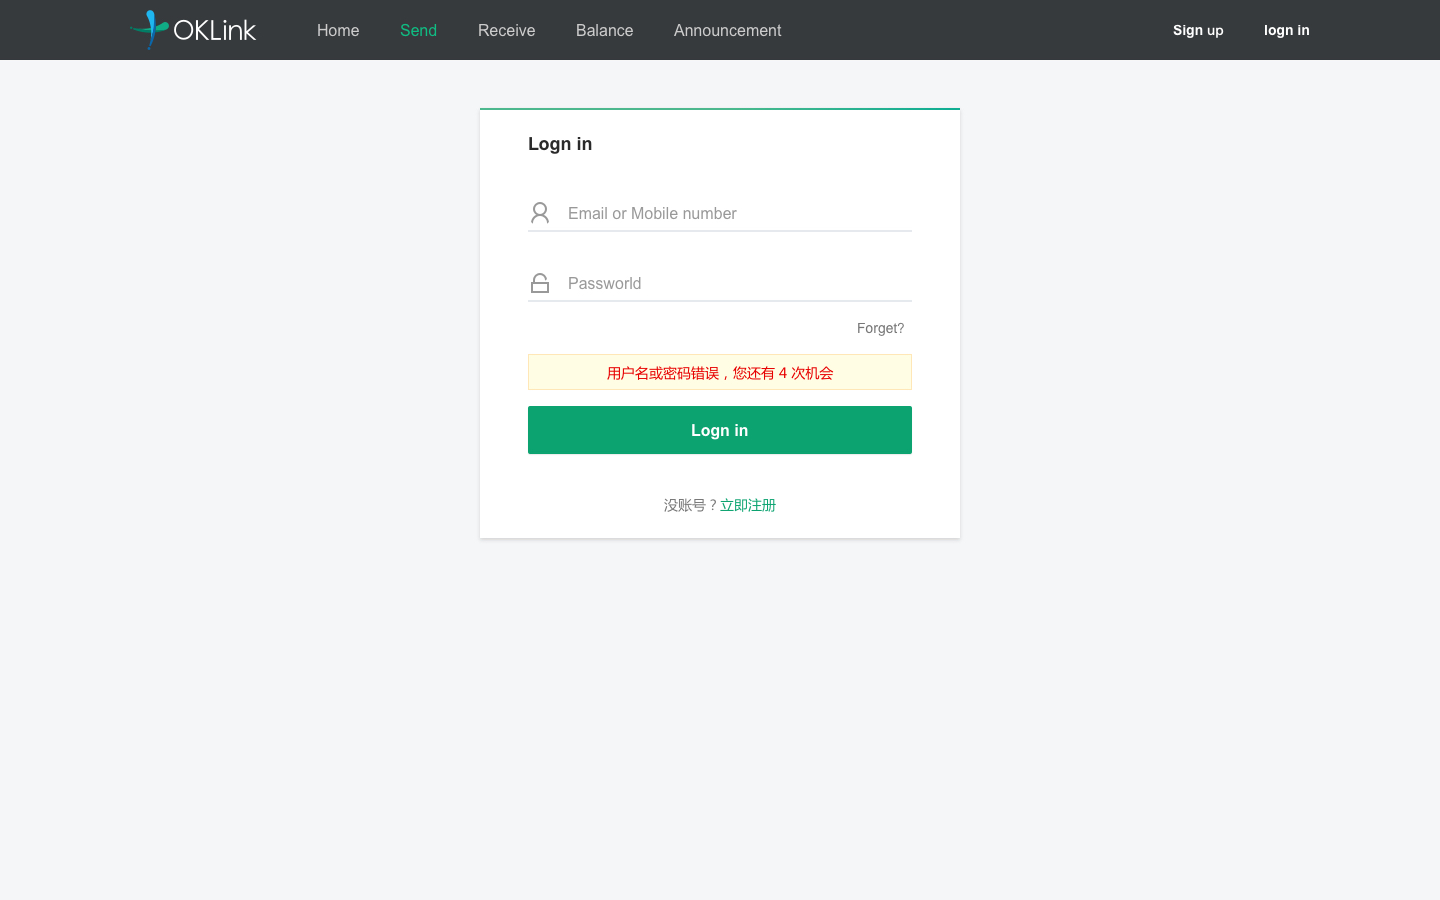 OKLink Home Send Receive Balance Announcement Sign up login in
Logn in
Email or Mobile number
Passworld
Forget?
用户名或密码错误，您还有 4 次机会
Logn in
没账号？立即注册